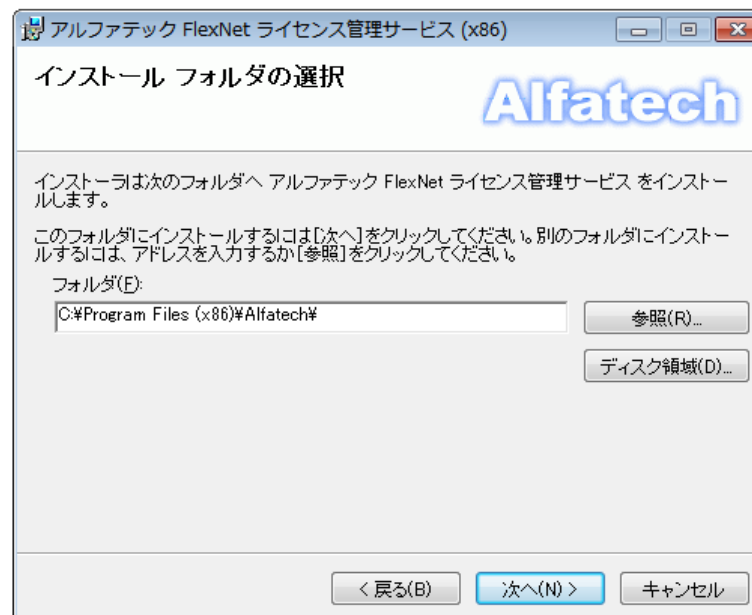 アルファテック FlexNet ライセンス管理サービス (x86)
インストール フォルダの選択
Alfatech
インストーラは次のフォルダへ アルファテック FlexNet ライセンス管理サービス をインストー
ルします。
このフォルダにインストールするには[次へ]をクリックしてください。別のフォルダにインストー
ルするには、アドレスを入力するか[参照]をクリックしてください。
フォルダ(F):
C:¥Program Files (x86)¥Alfatech¥
参照(R)...
ディスク領域(D)...
< 戻る(B)
次へ(N) >
キャンセル